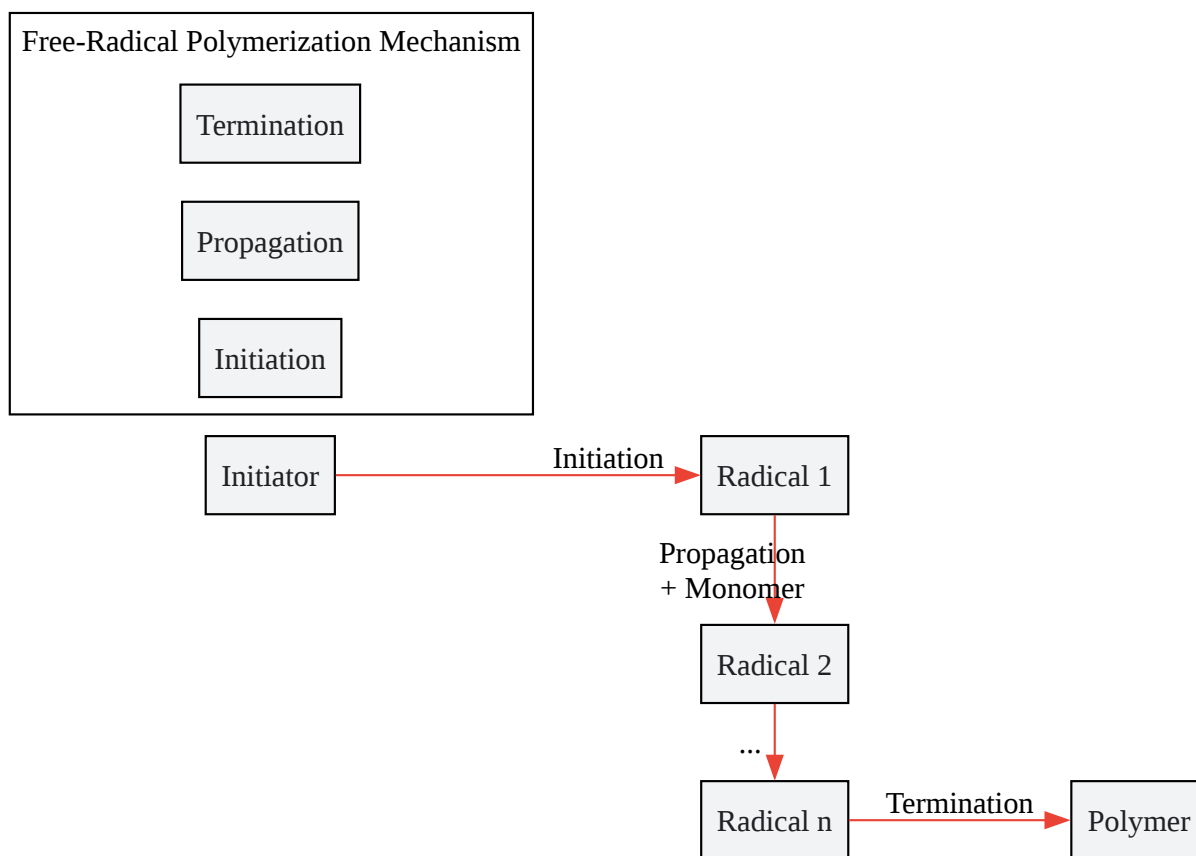 Free-Radical Polymerization Mechanism
Termination
Propagation
Initiation
Initiator
Initiation
Radical 1
Propagation
+ Monomer
Radical 2
...
Radical n
Termination
Polymer